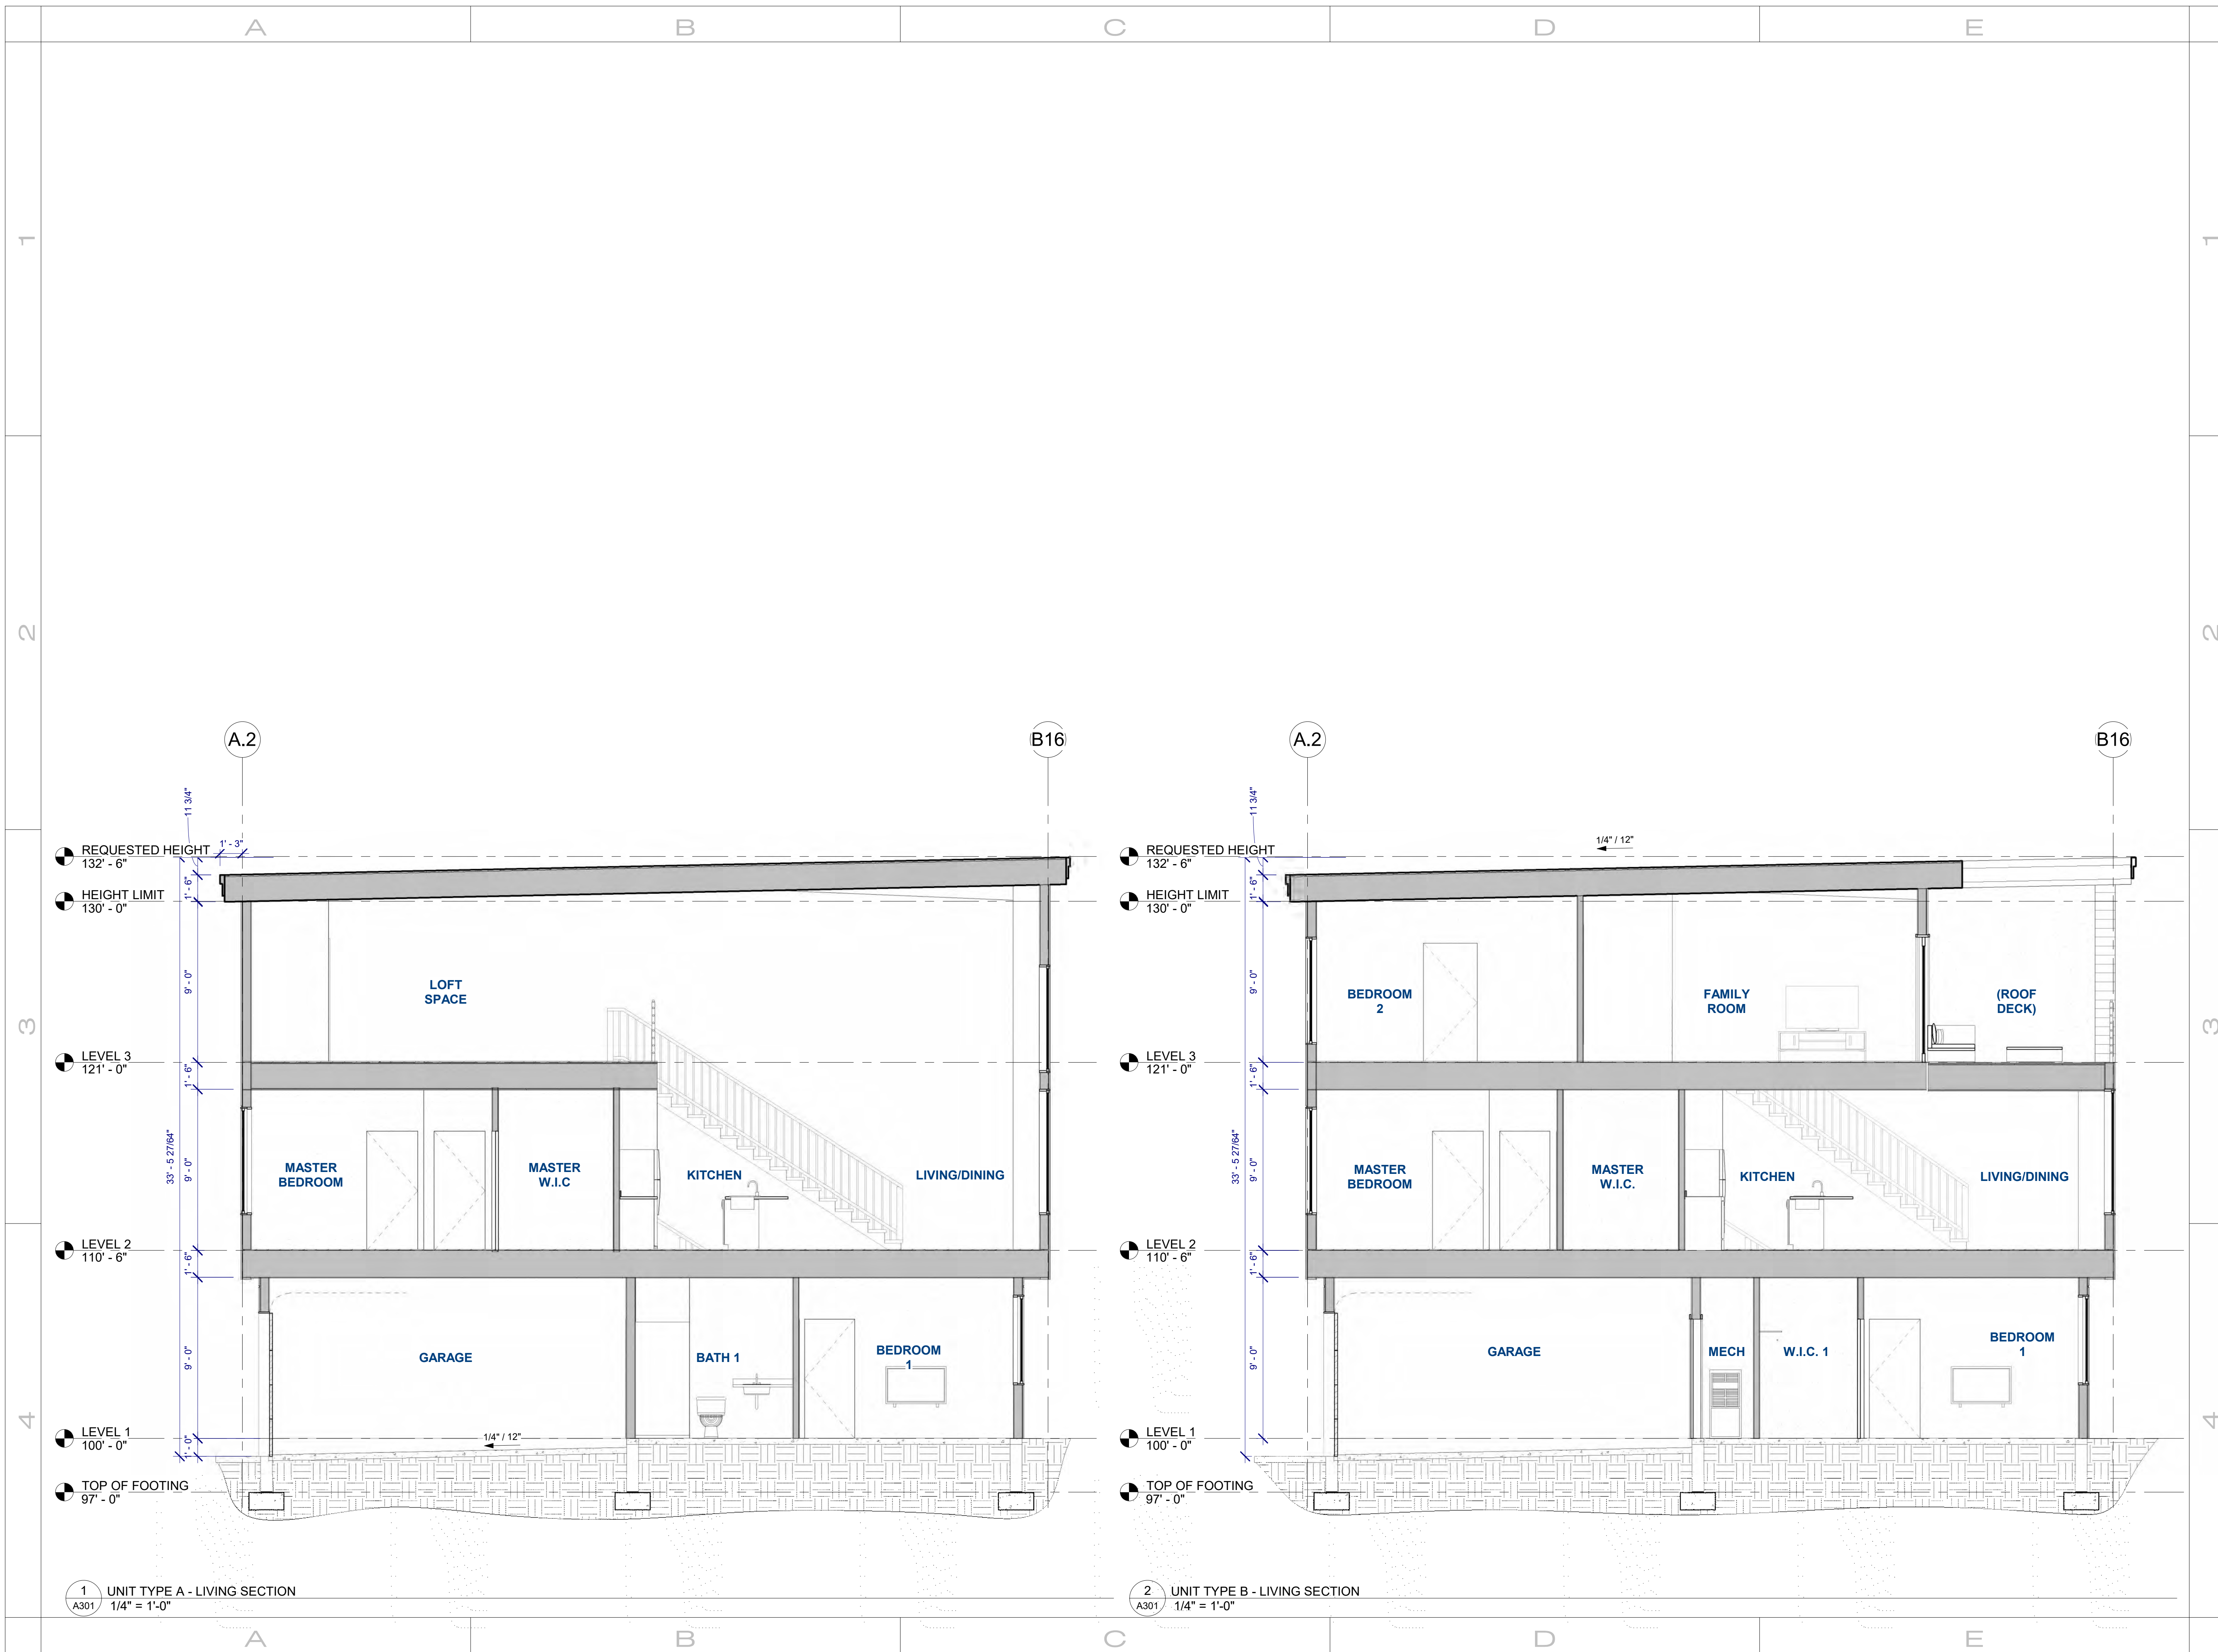 A
B
C
D
E
1
1
2
2
3
3
4
4
A.2
B16
11 3/4"
1' - 3"
REQUESTED HEIGHT
132' - 6"
1' - 6"
HEIGHT LIMIT
130' - 0"
9' - 0"
LOFT
SPACE
LEVEL 3
121' - 0"
1' - 6"
33' - 5 27/64"
9' - 0"
MASTER
BEDROOM
MASTER
W.I.C
KITCHEN
LIVING/DINING
LEVEL 2
110' - 6"
1' - 6"
9' - 0"
GARAGE
BATH 1
BEDROOM
1
LEVEL 1
100' - 0"
1' - 0"
1/4" / 12"
TOP OF FOOTING
97' - 0"
1
A301
UNIT TYPE A - LIVING SECTION
1/4" = 1'-0"
A.2
B16
11 3/4"
1/4" / 12"
REQUESTED HEIGHT
132' - 6"
1' - 6"
HEIGHT LIMIT
130' - 0"
9' - 0"
BEDROOM
2
FAMILY
ROOM
(ROOF
DECK)
LEVEL 3
121' - 0"
1' - 6"
33' - 5 27/64"
9' - 0"
MASTER
BEDROOM
MASTER
W.I.C.
KITCHEN
LIVING/DINING
LEVEL 2
110' - 6"
1' - 6"
9' - 0"
GARAGE
MECH
W.I.C. 1
BEDROOM
1
LEVEL 1
100' - 0"
TOP OF FOOTING
97' - 0"
2
A301
UNIT TYPE B - LIVING SECTION
1/4" = 1'-0"
A
B
C
D
E